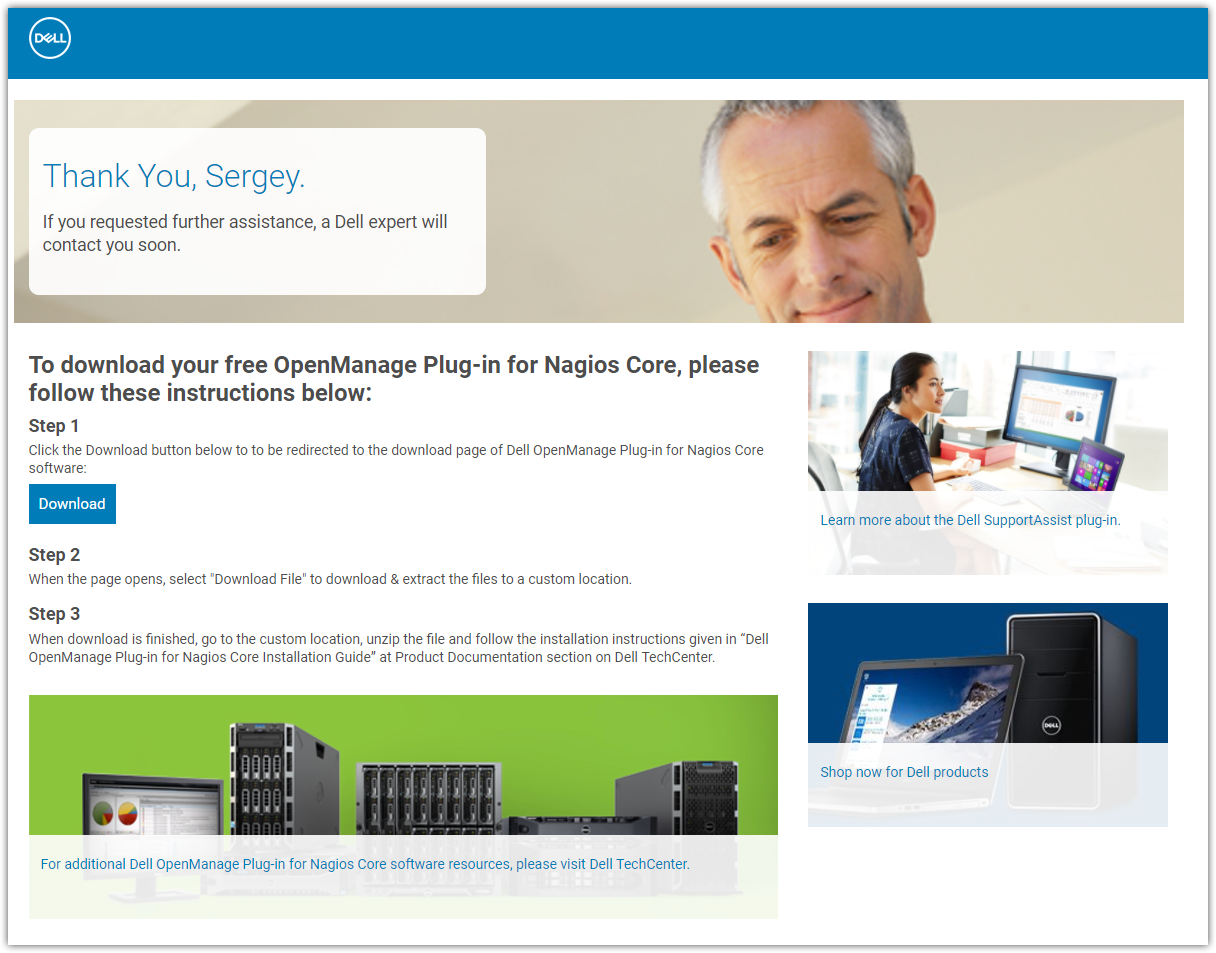 DELL
Thank You, Sergey.
If you requested further assistance, a Dell expert will
contact you soon.
To download your free OpenManage Plug-in for Nagios Core, please
follow these instructions below:
Step 1
Click the Download button below to to be redirected to the download page of Dell OpenManage Plug-in for Nagios Core
software:
Download
Step 2
When the page opens, select "Download File" to download & extract the files to a custom location.
Step 3
When download is finished, go to the custom location, unzip the file and follow the installation instructions given in “Dell
OpenManage Plug-in for Nagios Core Installation Guide” at Product Documentation section on Dell TechCenter.
For additional Dell OpenManage Plug-in for Nagios Core software resources, please visit Dell TechCenter.
Learn more about the Dell SupportAssist plug-in.
DELL
Shop now for Dell products